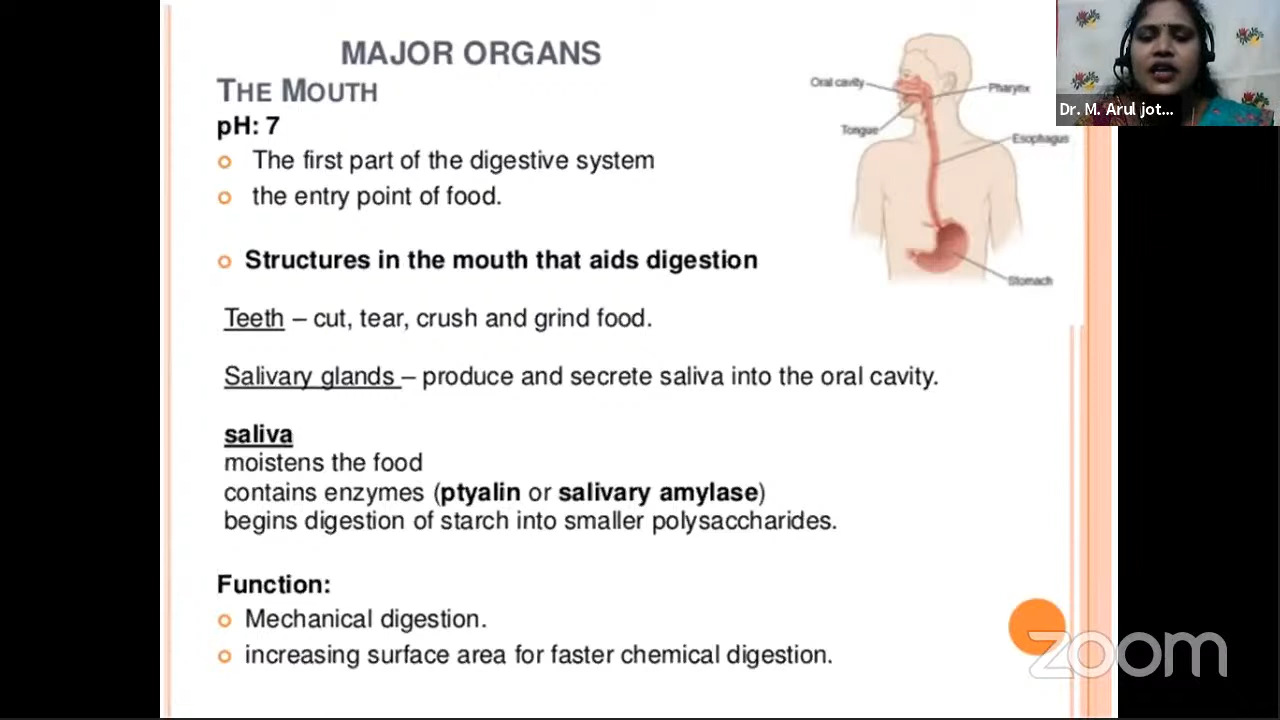 MAJOR ORGANS
THE MOUTH
pH: 7
The first part of the digestive system
the entry point of food.
Structures in the mouth that aids digestion
Teeth – cut, tear, crush and grind food.
Salivary glands – produce and secrete saliva into the oral cavity.
saliva
moistens the food
contains enzymes (ptyalin or salivary amylase)
begins digestion of starch into smaller polysaccharides.
Function:
Mechanical digestion.
increasing surface area for faster chemical digestion.
Oral cavity
Pharynx
Tongue
Esophagus
Stomach
Dr. M. Arul jot...
zoom